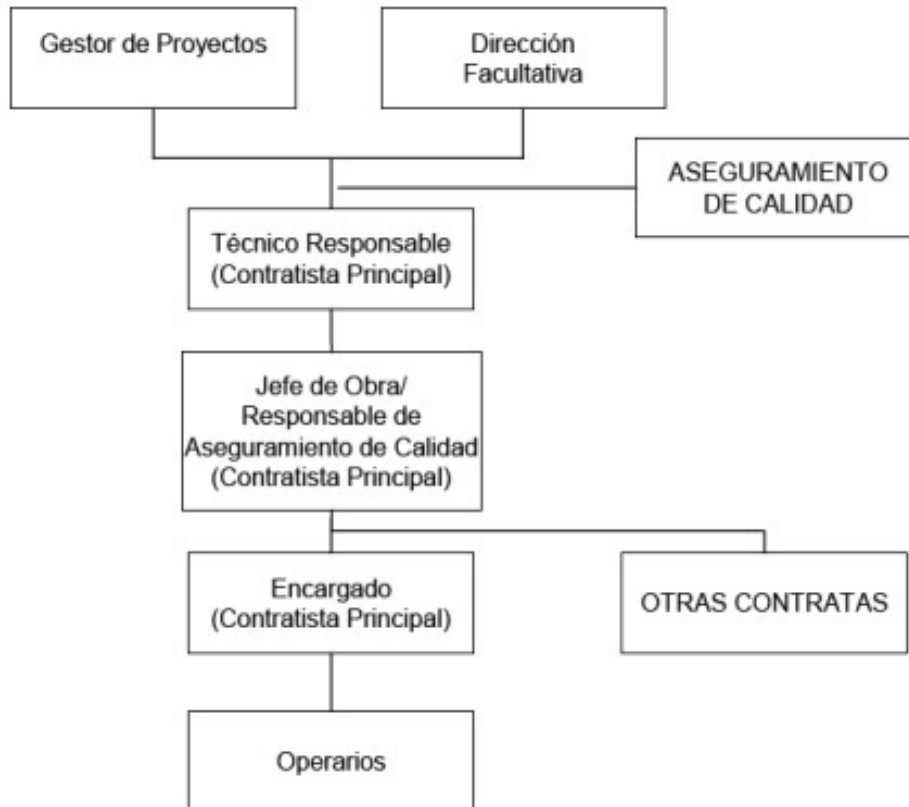 Gestor de Proyectos
Dirección
Facultativa
ASEGURAMIENTO
DE CALIDAD
Técnico Responsable
(Contratista Principal)
Jefe de Obra/
Responsable de
Aseguramiento de Calidad
(Contratista Principal)
Encargado
(Contratista Principal)
OTRAS CONTRATAS
Operarios